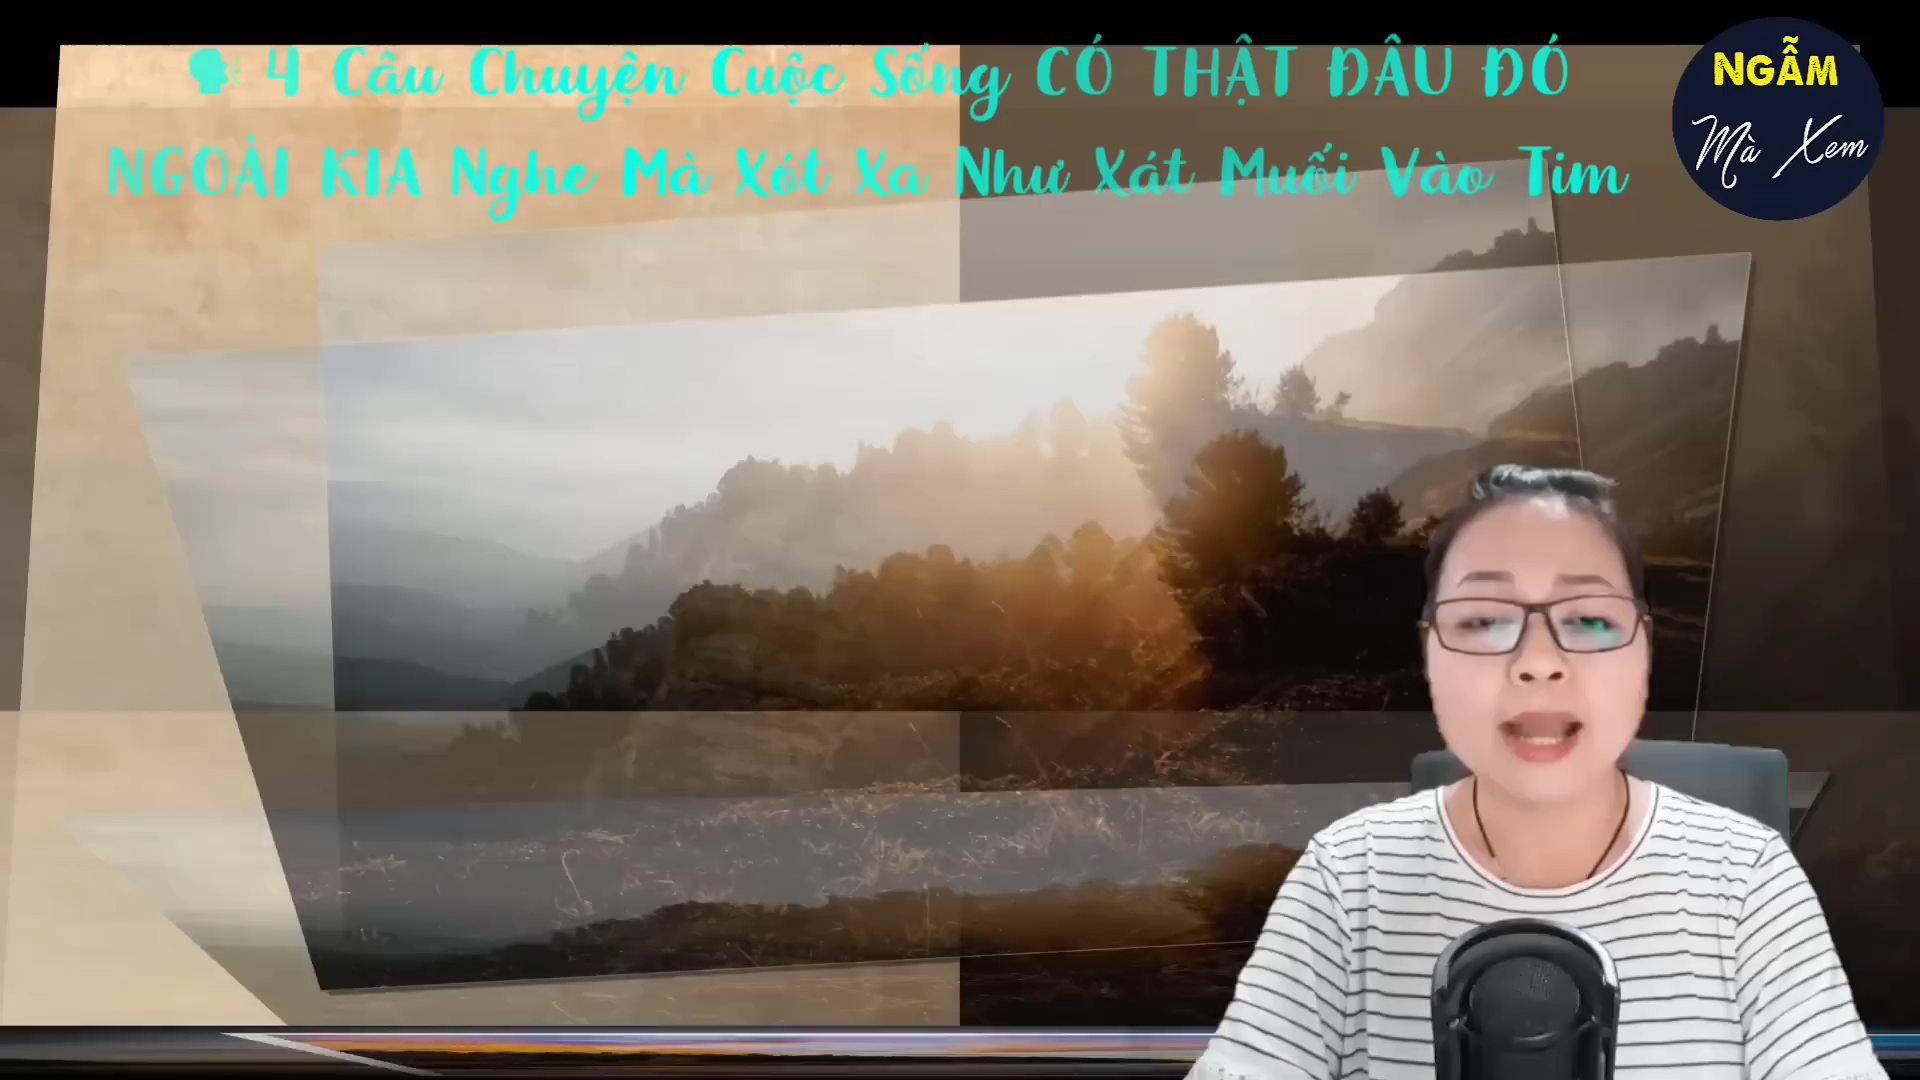 🗣 4 Câu Chuyện Cuộc Sống CÓ THẬT ĐÂU ĐÓ
NGOÀI KIA Nghe Mà Xót Xa Như Xát Muối Vào Tim
NGẪM
Mà Xem